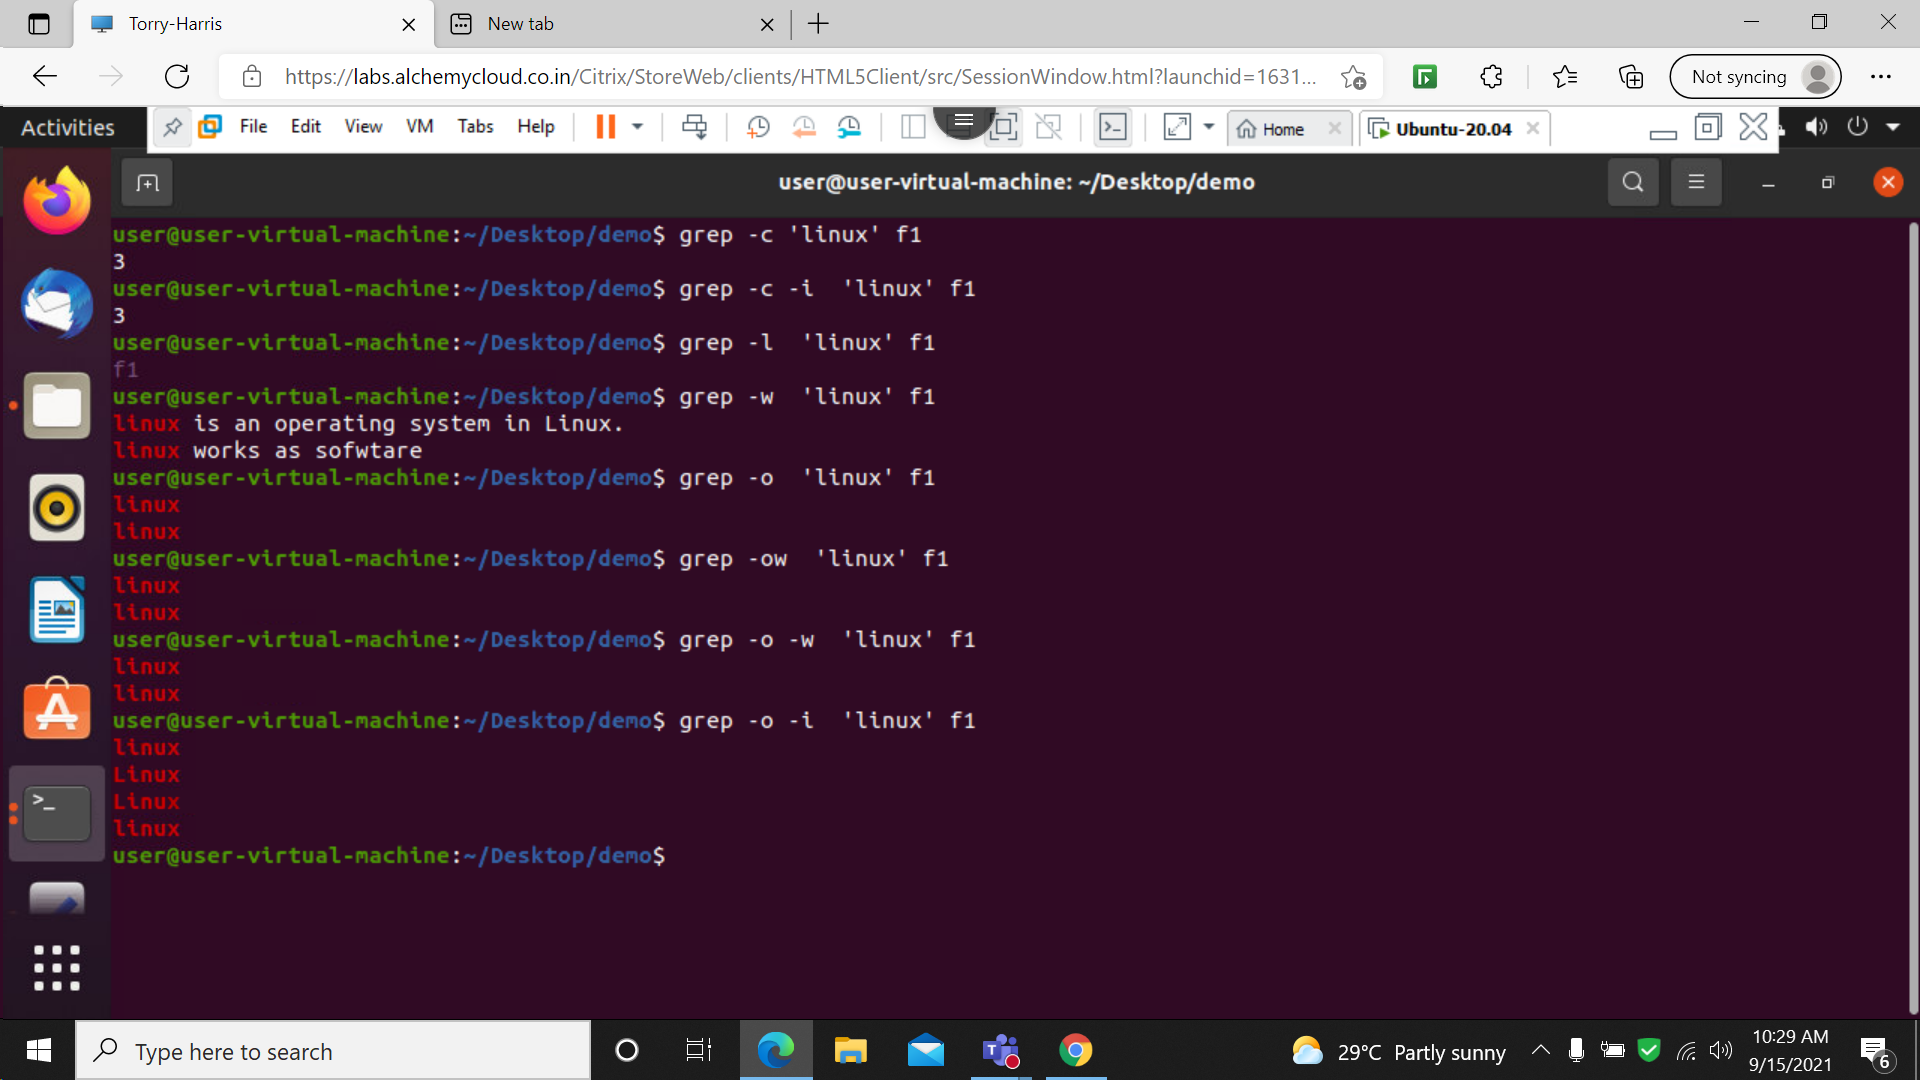 Torry-Harris
New tab
https://labs.alchemycloud.co.in/Citrix/StoreWeb/clients/HTML5Client/src/SessionWindow.html?launchid=1631...
Not syncing
Activities
File Edit View VM Tabs Help
Home
Ubuntu-20.04
user@user-virtual-machine: ~/Desktop/demo
user@user-virtual-machine:~/Desktop/demo$ grep -c 'linux' f1
3
user@user-virtual-machine:~/Desktop/demo$ grep -c -i  'linux' f1
3
user@user-virtual-machine:~/Desktop/demo$ grep -l  'linux' f1
f1
user@user-virtual-machine:~/Desktop/demo$ grep -w  'linux' f1
linux is an operating system in Linux.
linux works as sofwtare
user@user-virtual-machine:~/Desktop/demo$ grep -o  'linux' f1
linux
linux
user@user-virtual-machine:~/Desktop/demo$ grep -ow  'linux' f1
linux
linux
user@user-virtual-machine:~/Desktop/demo$ grep -o -w  'linux' f1
linux
linux
user@user-virtual-machine:~/Desktop/demo$ grep -o -i  'linux' f1
linux
Linux
Linux
linux
user@user-virtual-machine:~/Desktop/demo$
Type here to search
29°C Partly sunny
10:29 AM
9/15/2021
6